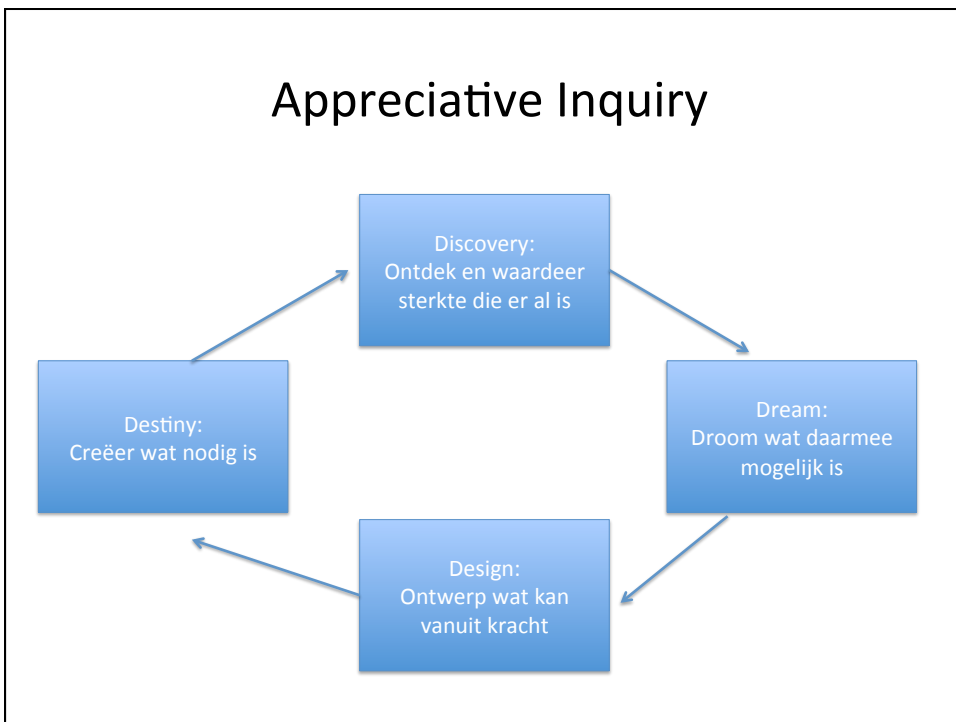 Appreciative Inquiry
Discovery:
Ontdek en waardeer
sterkte die er al is
Dream:
Droom wat daarmee
mogelijk is
Design:
Ontwerp wat kan
vanuit kracht
Destiny:
Creëer wat nodig is